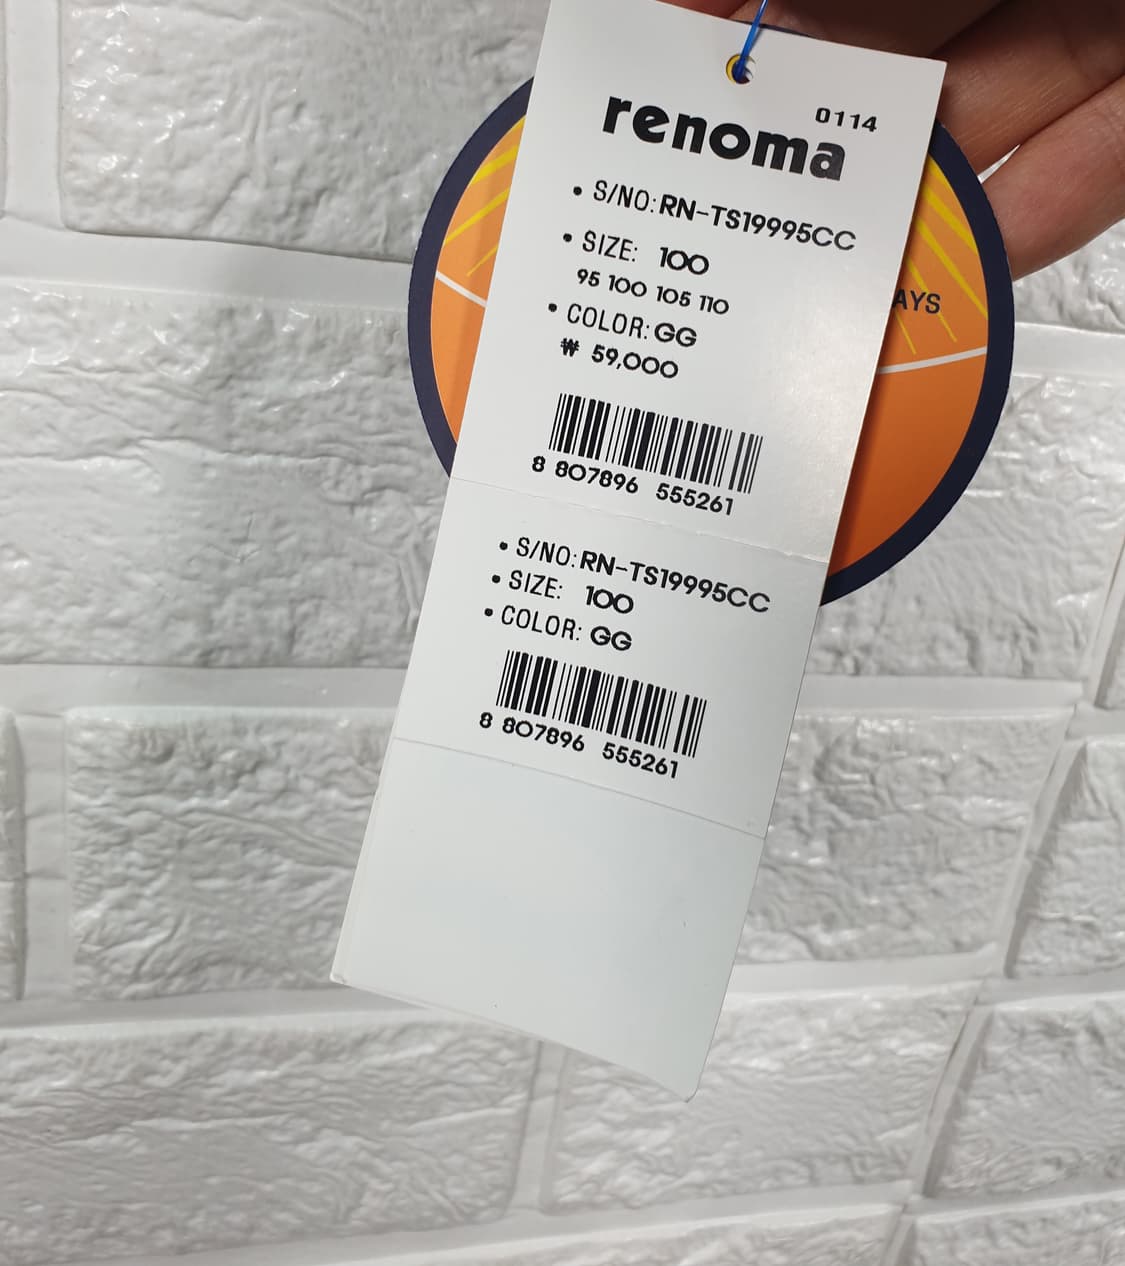 0114
renoma
• S/NO: RN-TS19995CC
• SIZE: 100
95 100 105 110
• COLOR: GG
₩ 59,000
8 807896 555261
• S/NO: RN-TS19995CC
• SIZE: 100
• COLOR: GG
8 807896 555261
AYS